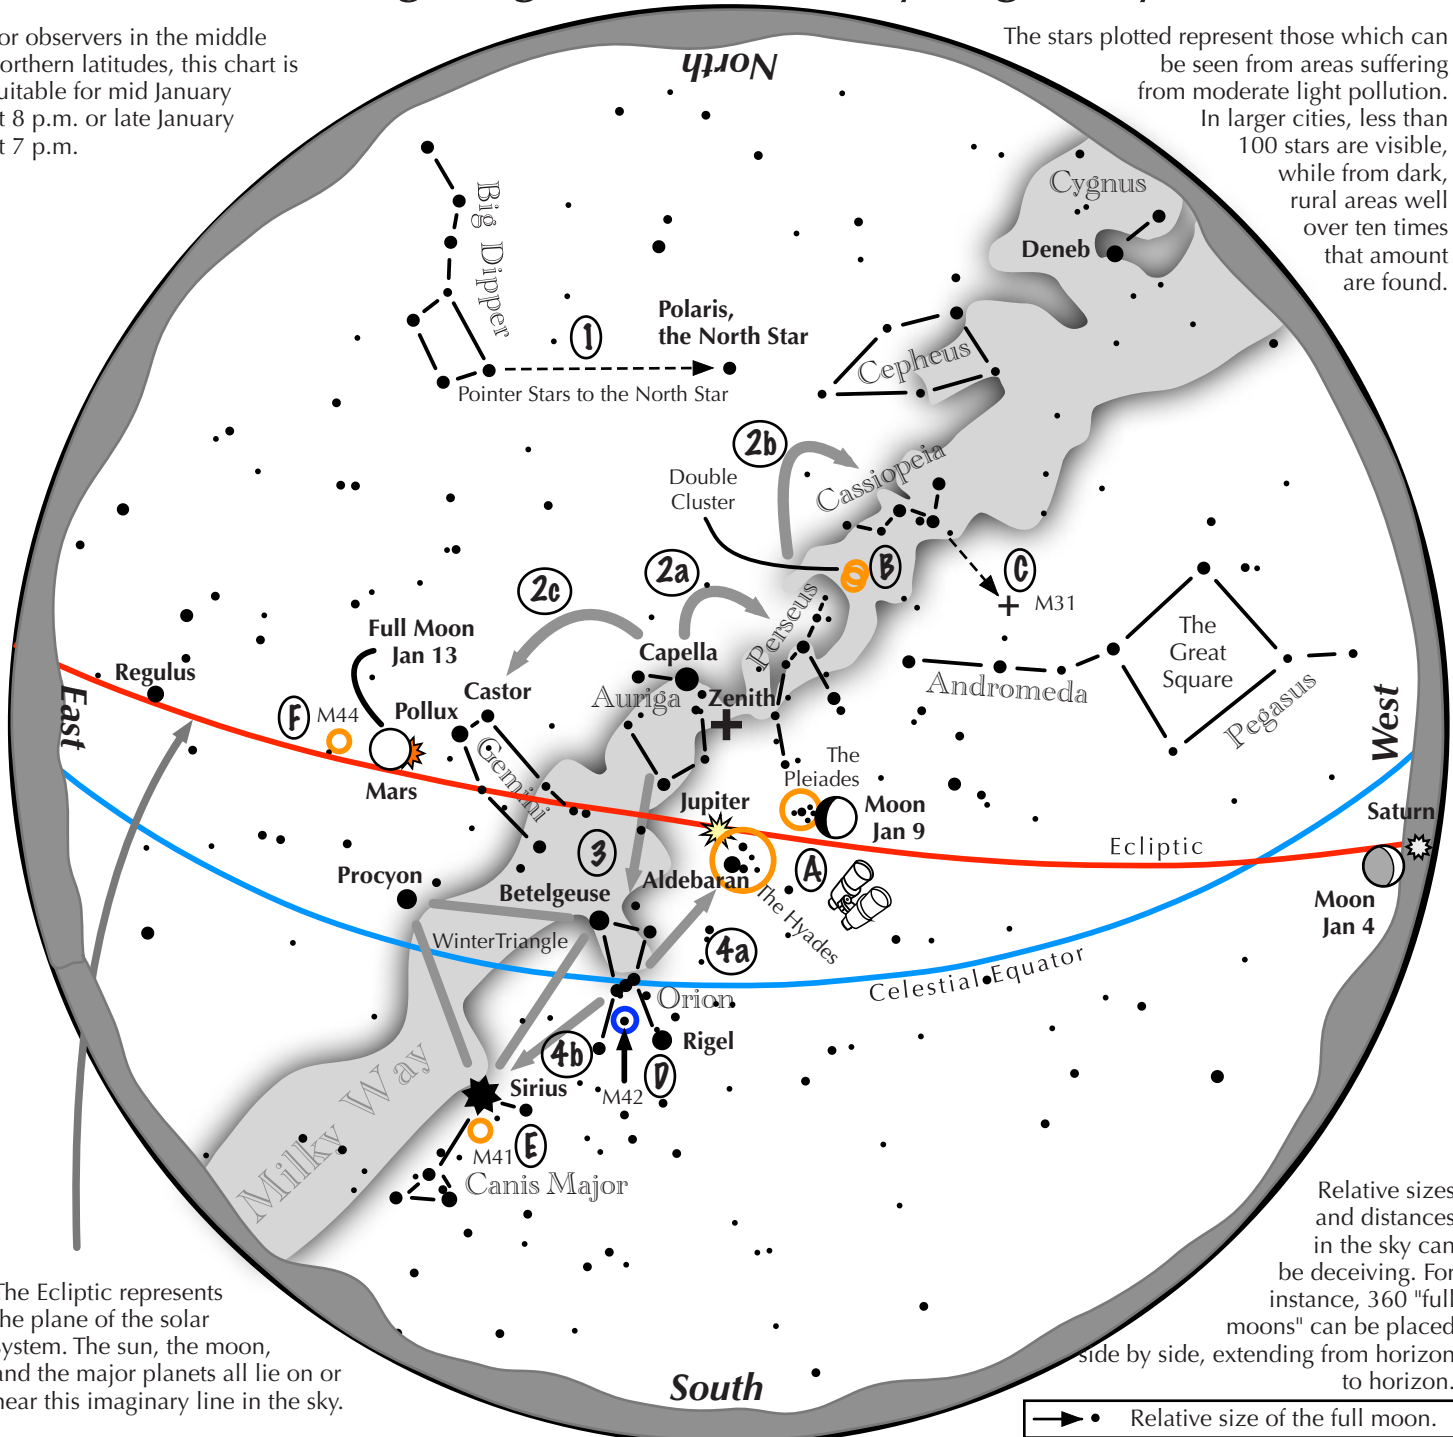 or observers in the middle
orthern latitudes, this chart is
uitable for mid January
t 8 p.m. or late January
t 7 p.m.
The stars plotted represent those which can
be seen from areas suffering
from moderate light pollution.
In larger cities, less than
100 stars are visible,
while from dark,
rural areas well
over ten times
that amount
are found.
North
Cygnus
Deneb
Big Dipper
1
Polaris,
the North Star
Pointer Stars to the North Star
Cepheus
2b
Cassiopeia
Double
Cluster
B
C
M31
2c
2a
Perseus
Full Moon
Jan 13
Capella
The
Great
Square
Regulus
Castor
Auriga
Zenith
Andromeda
Pegasus
East
West
F
M44
Pollux
Gemini
Mars
The
Pleiades
Jupiter
Moon
Jan 9
Saturn
Ecliptic
3
Procyon
Betelgeuse
Aldebaran
A
The Hyades
Moon
Jan 4
WinterTriangle
4a
Celestial Equator
Orion
Rigel
4b
D
M42
Sirius
Milky Way
M41
E
Canis Major
The Ecliptic represents
the plane of the solar
system. The sun, the moon,
and the major planets all lie on or
near this imaginary line in the sky.
South
Relative sizes
and distances
in the sky can
be deceiving. For
instance, 360 "full
moons" can be placed
side by side, extending from horizon
to horizon.
Relative size of the full moon.